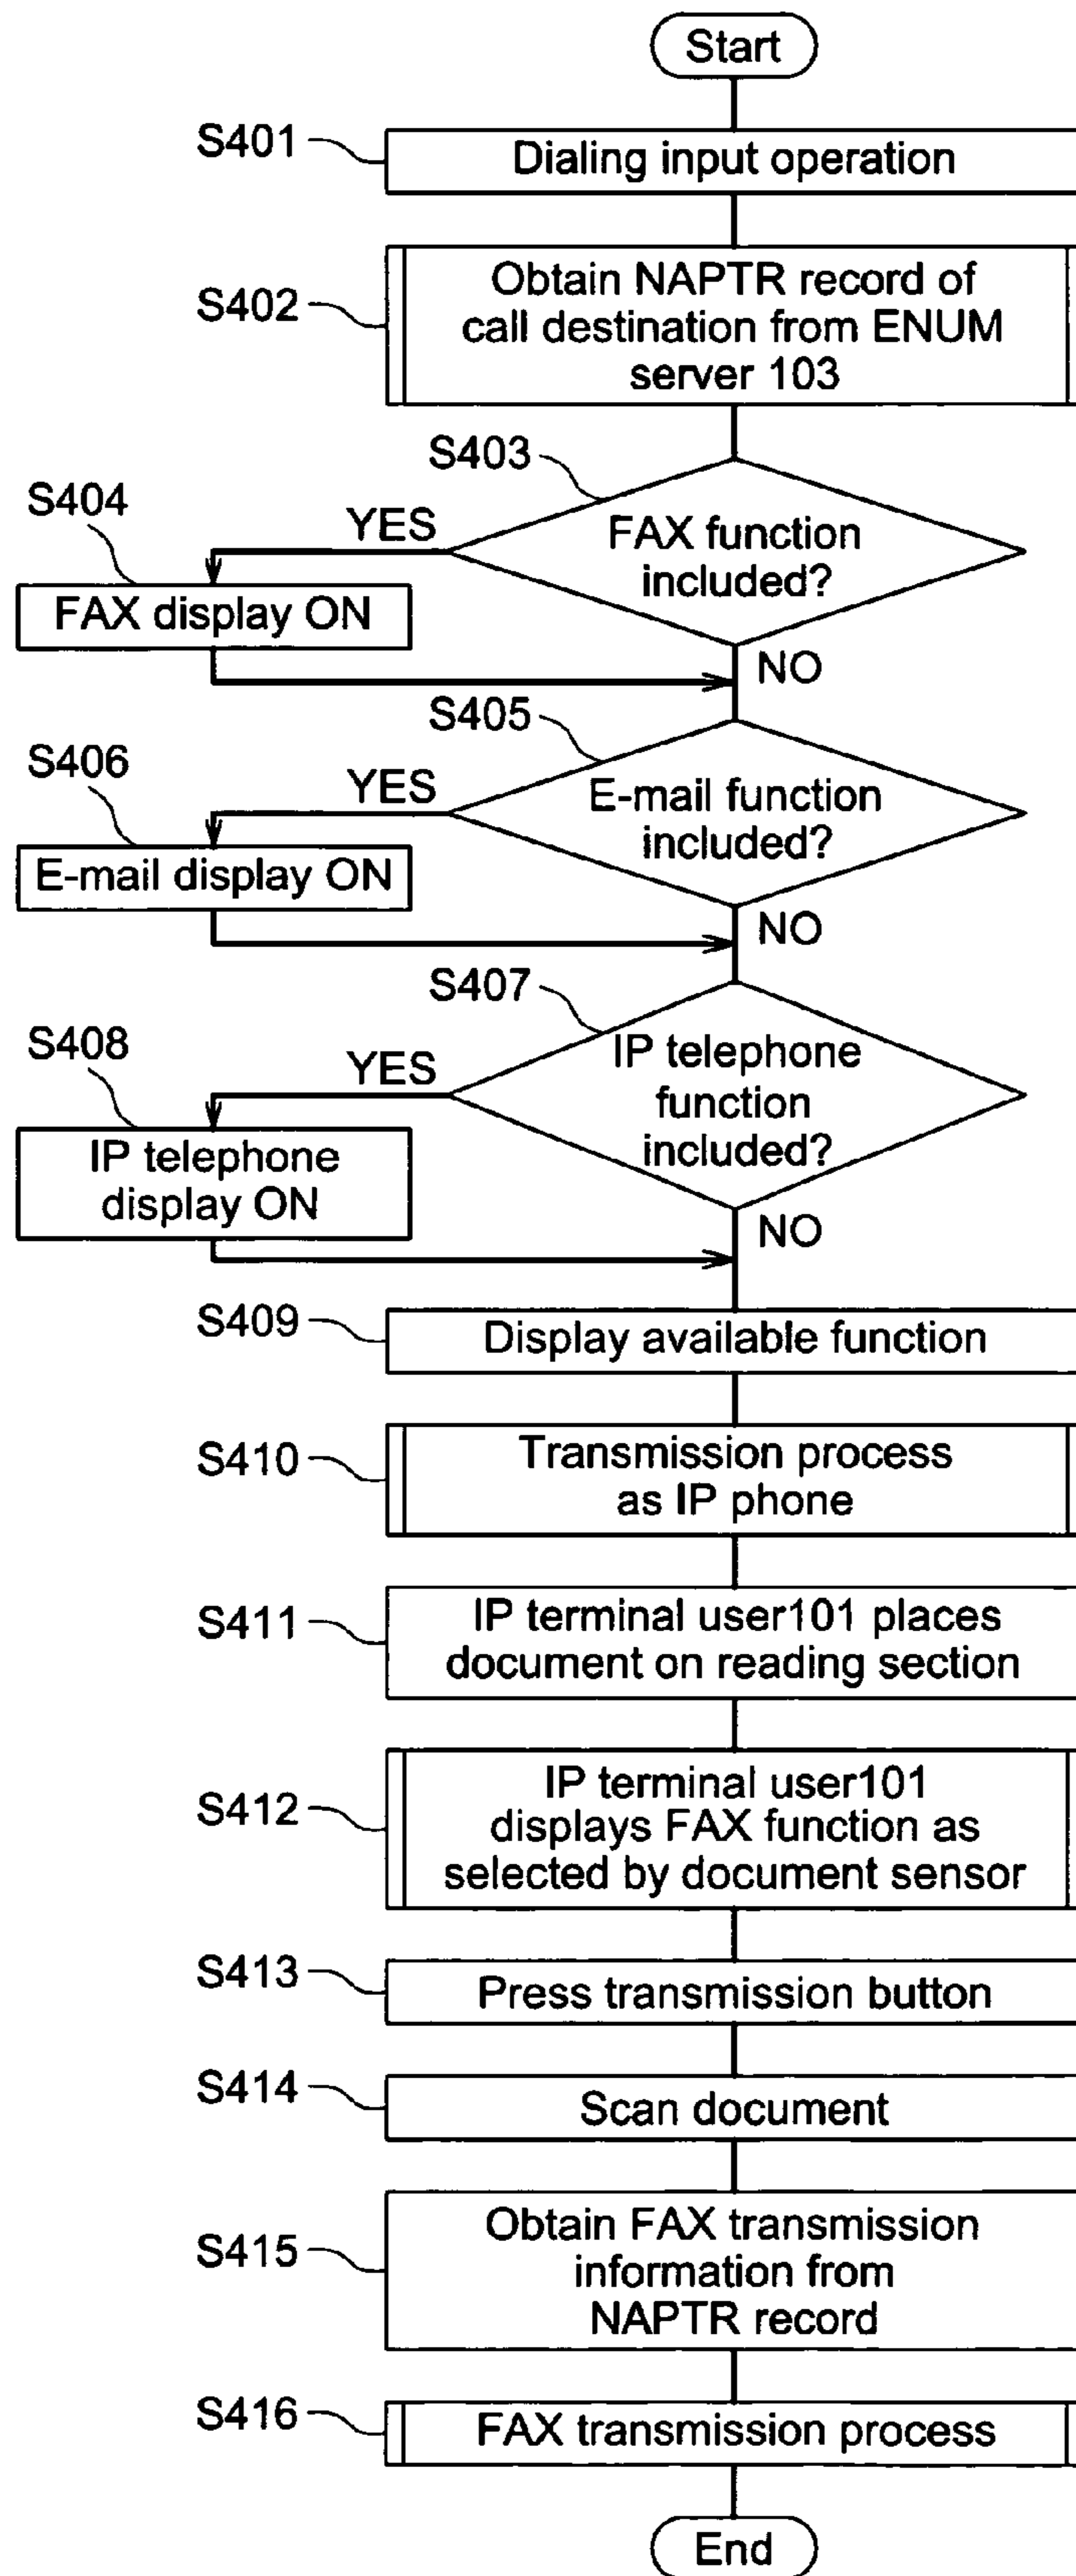 Start
S401
Dialing input operation
S402
Obtain NAPTR record of
call destination from ENUM
server 103
S403
FAX function
included?
YES
S404
FAX display ON
NO
S405
E-mail function
included?
YES
S406
E-mail display ON
NO
S407
IP telephone
function
included?
YES
S408
IP telephone
display ON
NO
S409
Display available function
S410
Transmission process
as IP phone
S411
IP terminal user101 places
document on reading section
S412
IP terminal user101
displays FAX function as
selected by document sensor
S413
Press transmission button
S414
Scan document
S415
Obtain FAX transmission
information from
NAPTR record
S416
FAX transmission process
End